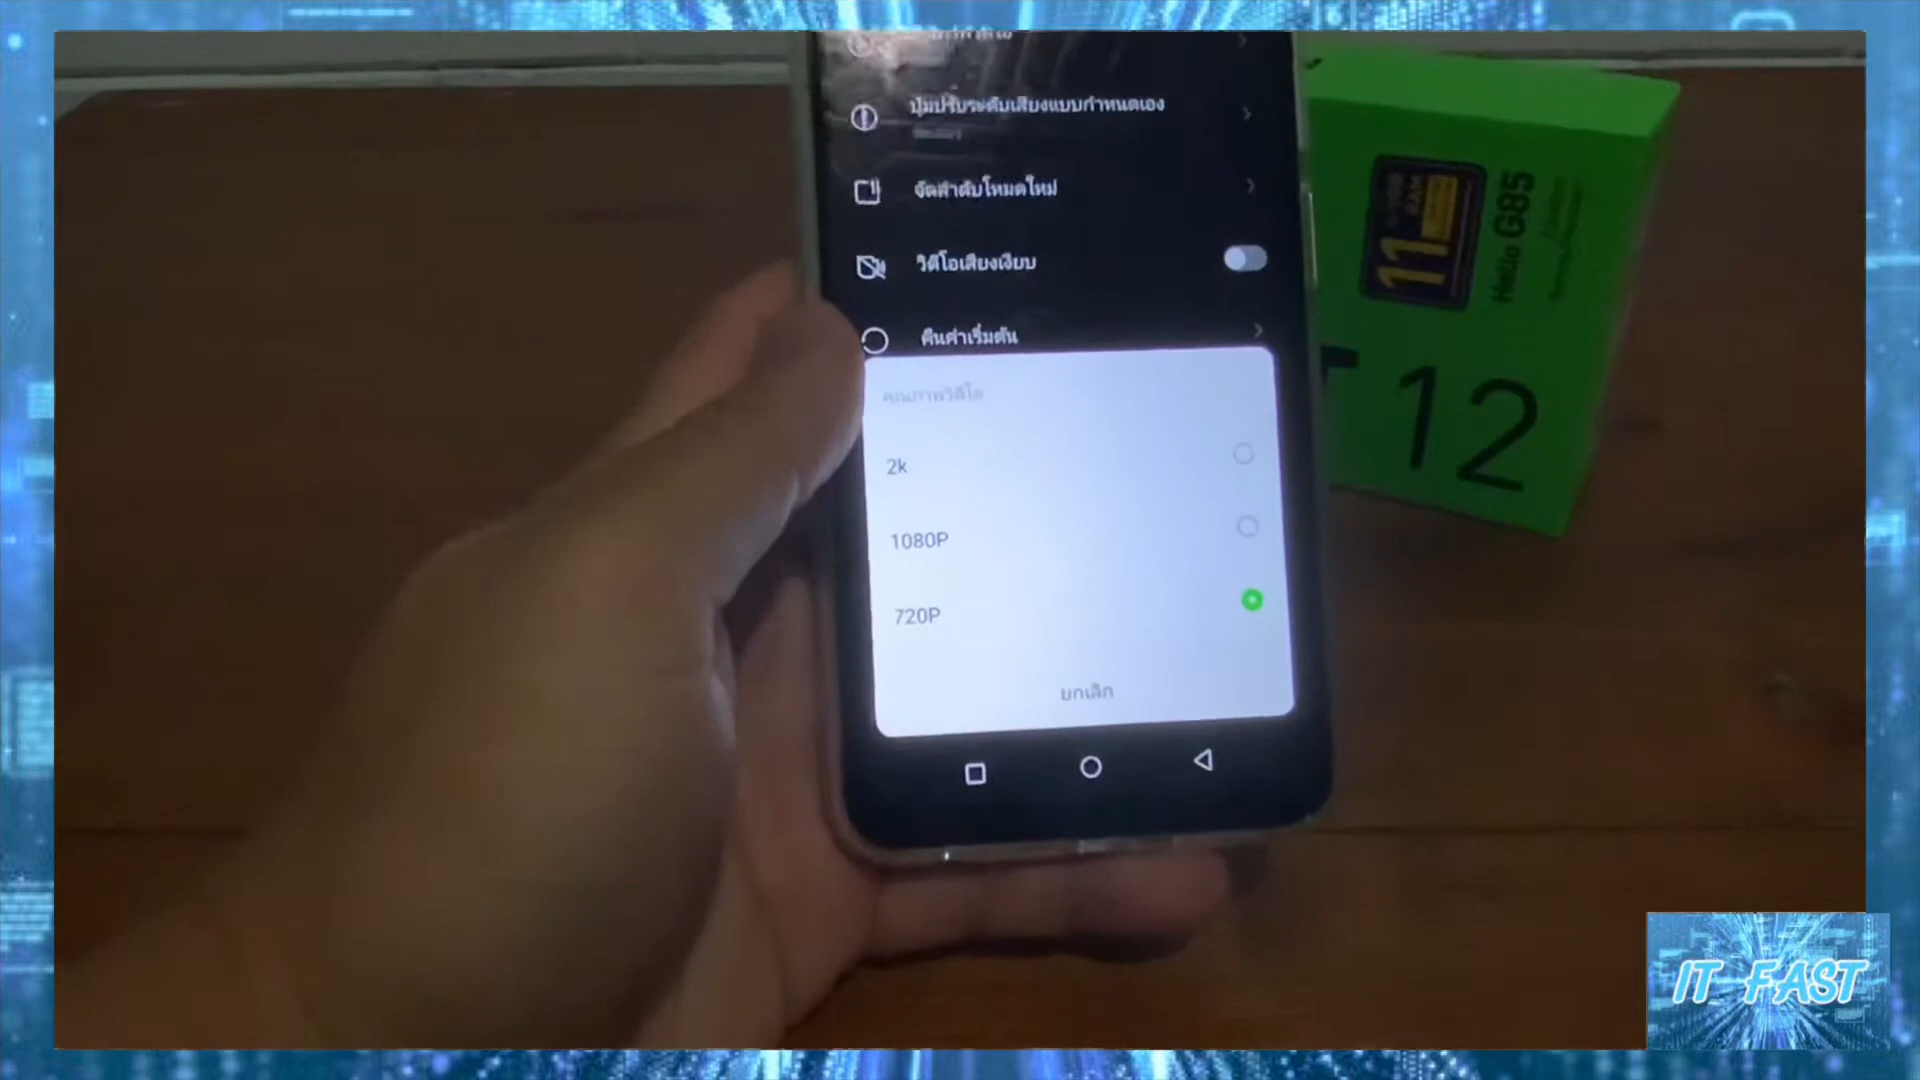 ปุ่มปรับระดับเสียงแบบกำหนดเอง
จัดลำดับโหมดใหม่
วิดีโอเสียงเงียบ
คืนค่าเริ่มต้น
คุณภาพวิดีโอ
2k
1080P
720P
ยกเลิก
11
RAM
Helio G85
12
IT FAST